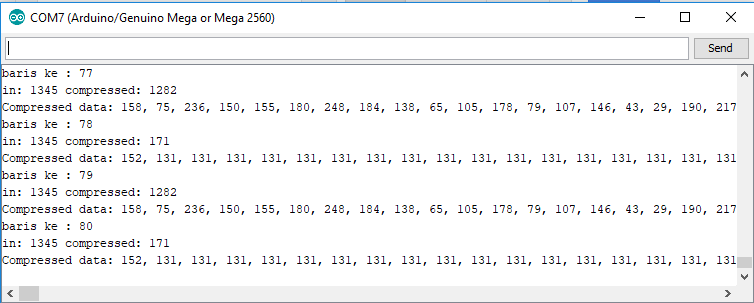 COM7 (Arduino/Genuino Mega or Mega 2560)
Send
baris ke : 77
in: 1345 compressed: 1282
Compressed data: 158, 75, 236, 150, 155, 180, 248, 184, 138, 65, 105, 178, 79, 107, 146, 43, 29, 190, 217
baris ke : 78
in: 1345 compressed: 171
Compressed data: 152, 131, 131, 131, 131, 131, 131, 131, 131, 131, 131, 131, 131, 131, 131, 131, 131, 131
baris ke : 79
in: 1345 compressed: 1282
Compressed data: 158, 75, 236, 150, 155, 180, 248, 184, 138, 65, 105, 178, 79, 107, 146, 43, 29, 190, 217
baris ke : 80
in: 1345 compressed: 171
Compressed data: 152, 131, 131, 131, 131, 131, 131, 131, 131, 131, 131, 131, 131, 131, 131, 131, 131, 131